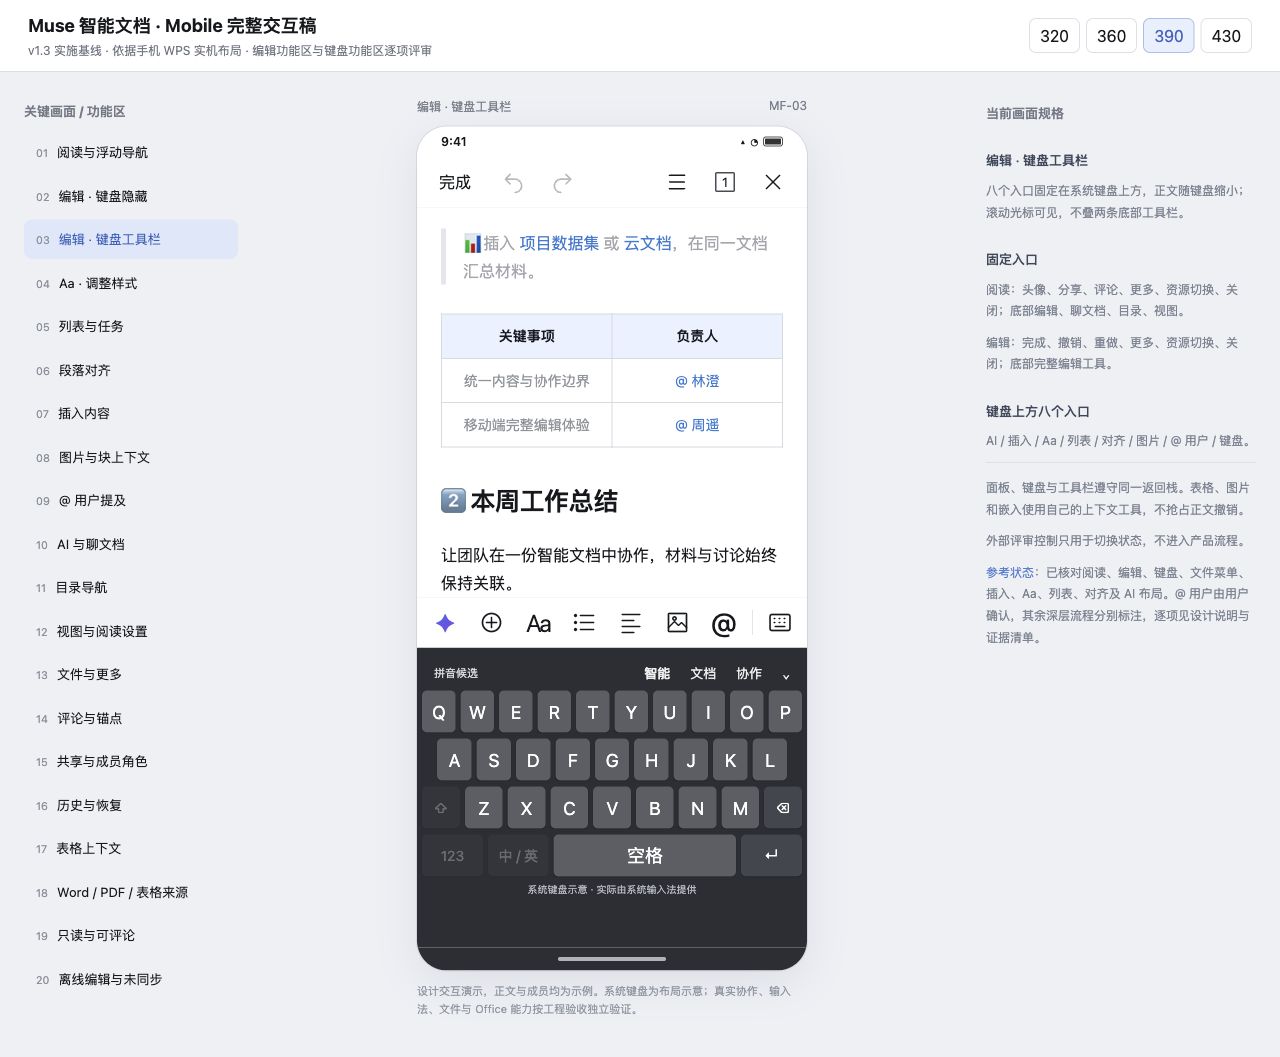 Muse 智能文档 · Mobile 完整交互稿
v1.3 实施基线 · 依据手机 WPS 实机布局 · 编辑功能区与键盘功能区逐项评审
320 360 390 430
关键画面 / 功能区
01 阅读与浮动导航
02 编辑 · 键盘隐藏
03 编辑 · 键盘工具栏
04 Aa · 调整样式
05 列表与任务
06 段落对齐
07 插入内容
08 图片与块上下文
09 @ 用户提及
10 AI 与聊文档
11 目录导航
12 视图与阅读设置
13 文件与更多
14 评论与锚点
15 共享与成员角色
16 历史与恢复
17 表格上下文
18 Word / PDF / 表格来源
19 只读与可评论
20 离线编辑与未同步
编辑 · 键盘工具栏 MF-03
9:41
完成 1
插入 项目数据集 或 云文档，在同一文档
汇总材料。
关键事项 负责人
统一内容与协作边界 @ 林澄
移动端完整编辑体验 @ 周遥
2 本周工作总结
让团队在一份智能文档中协作，材料与讨论始终
保持关联。
Aa @
拼音候选 智能 文档 协作
Q W E R T Y U I O P
A S D F G H J K L
Z X C V B N M
123 中 / 英 空格
系统键盘示意 · 实际由系统输入法提供
设计交互演示，正文与成员均为示例。系统键盘为布局示意；真实协作、输入
法、文件与 Office 能力按工程验收独立验证。
当前画面规格
编辑 · 键盘工具栏
八个入口固定在系统键盘上方，正文随键盘缩小；
滚动光标可见，不叠两条底部工具栏。
固定入口
阅读：头像、分享、评论、更多、资源切换、关
闭；底部编辑、聊文档、目录、视图。
编辑：完成、撤销、重做、更多、资源切换、关
闭；底部完整编辑工具。
键盘上方八个入口
AI / 插入 / Aa / 列表 / 对齐 / 图片 / @ 用户 / 键盘。
面板、键盘与工具栏遵守同一返回栈。表格、图片
和嵌入使用自己的上下文工具，不抢占正文撤销。
外部评审控制只用于切换状态，不进入产品流程。
参考状态：已核对阅读、编辑、键盘、文件菜单、
插入、Aa、列表、对齐及 AI 布局。@ 用户由用户
确认，其余深层流程分别标注，逐项见设计说明与
证据清单。